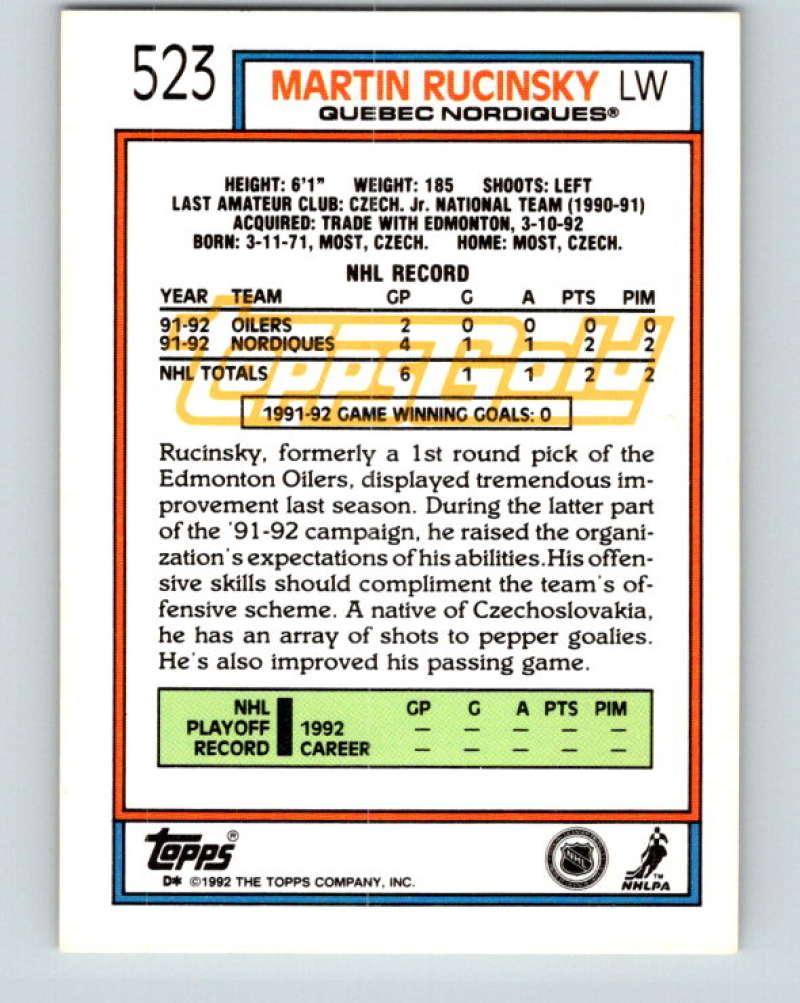 523
MARTIN RUCINSKY LW
QUEBEC NORDIQUES®
HEIGHT: 6'1" WEIGHT: 185 SHOOTS: LEFT
LAST AMATEUR CLUB: CZECH. Jr. NATIONAL TEAM (1990-91)
ACQUIRED: TRADE WITH EDMONTON, 3-10-92
BORN: 3-11-71, MOST, CZECH. HOME: MOST, CZECH.
NHL RECORD
YEAR TEAM GP G A PTS PIM
91-92 OILERS 2 0 0 0 0
91-92 NORDIQUES 4 1 1 2 2
NHL TOTALS 6 1 1 2 2
ToppsGold
1991-92 GAME WINNING GOALS: 0
Rucinsky, formerly a 1st round pick of the
Edmonton Oilers, displayed tremendous im-
provement last season. During the latter part
of the '91-92 campaign, he raised the organi-
zation's expectations of his abilities.His offen-
sive skills should compliment the team's of-
fensive scheme. A native of Czechoslovakia,
he has an array of shots to pepper goalies.
He's also improved his passing game.
NHL GP G A PTS PIM
PLAYOFF 1992 – – – – –
RECORD CAREER – – – – –
Topps®
D* ©1992 THE TOPPS COMPANY, INC.
NHL
TM
NHLPA